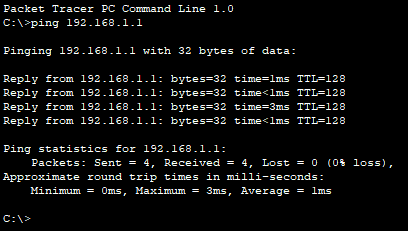 Packet Tracer PC Command Line 1.0
C:\>ping 192.168.1.1
Pinging 192.168.1.1 with 32 bytes of data:
Reply from 192.168.1.1: bytes=32 time=1ms TTL=128
Reply from 192.168.1.1: bytes=32 time<1ms TTL=128
Reply from 192.168.1.1: bytes=32 time=3ms TTL=128
Reply from 192.168.1.1: bytes=32 time<1ms TTL=128
Ping statistics for 192.168.1.1:
    Packets: Sent = 4, Received = 4, Lost = 0 (0% loss),
Approximate round trip times in milli-seconds:
    Minimum = 0ms, Maximum = 3ms, Average = 1ms
C:\>